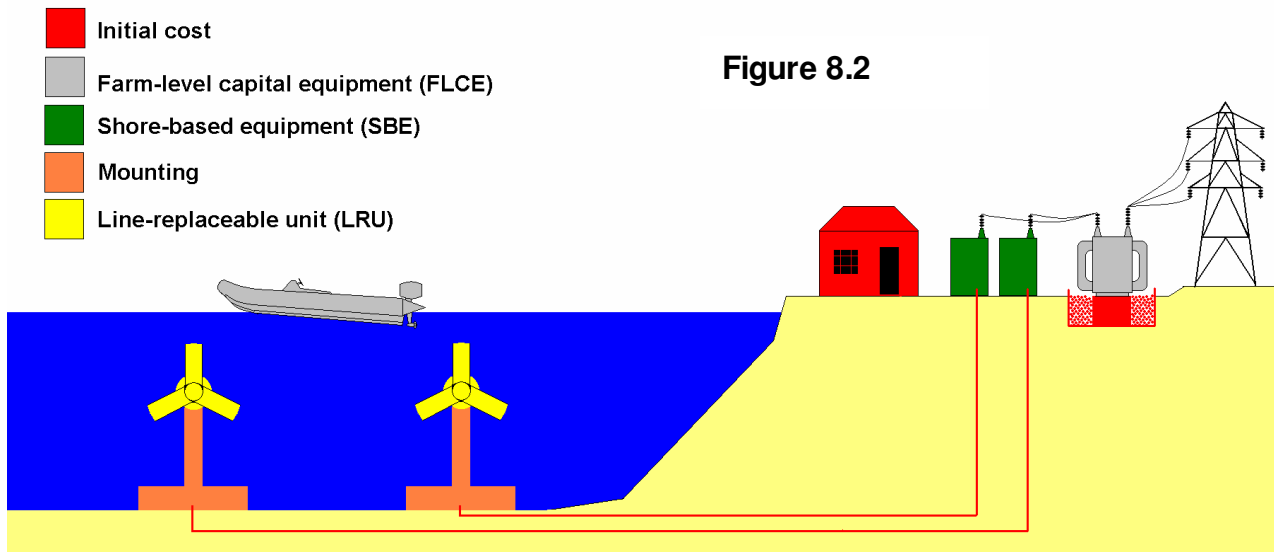 Initial cost
Farm-level capital equipment (FLCE)
Shore-based equipment (SBE)
Mounting
Line-replaceable unit (LRU)
Figure 8.2